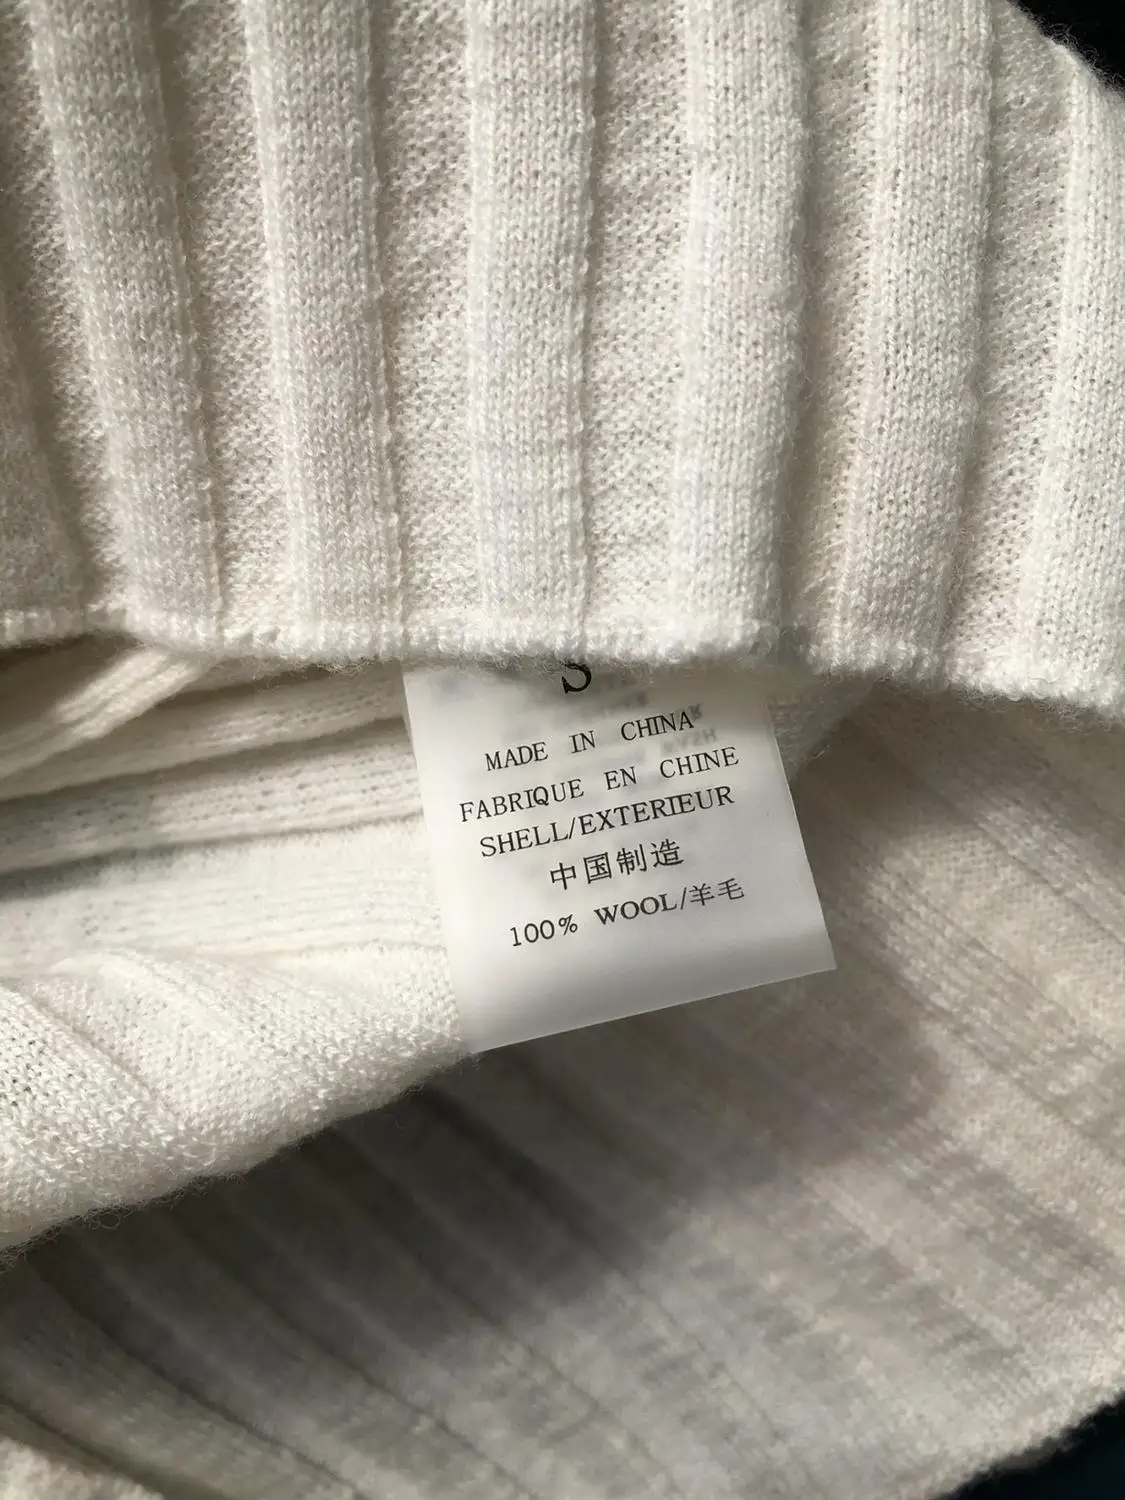 S
MADE IN CHINA
FABRIQUE EN CHINE
SHELL/EXTERIEUR
中国制造
100% WOOL/羊毛